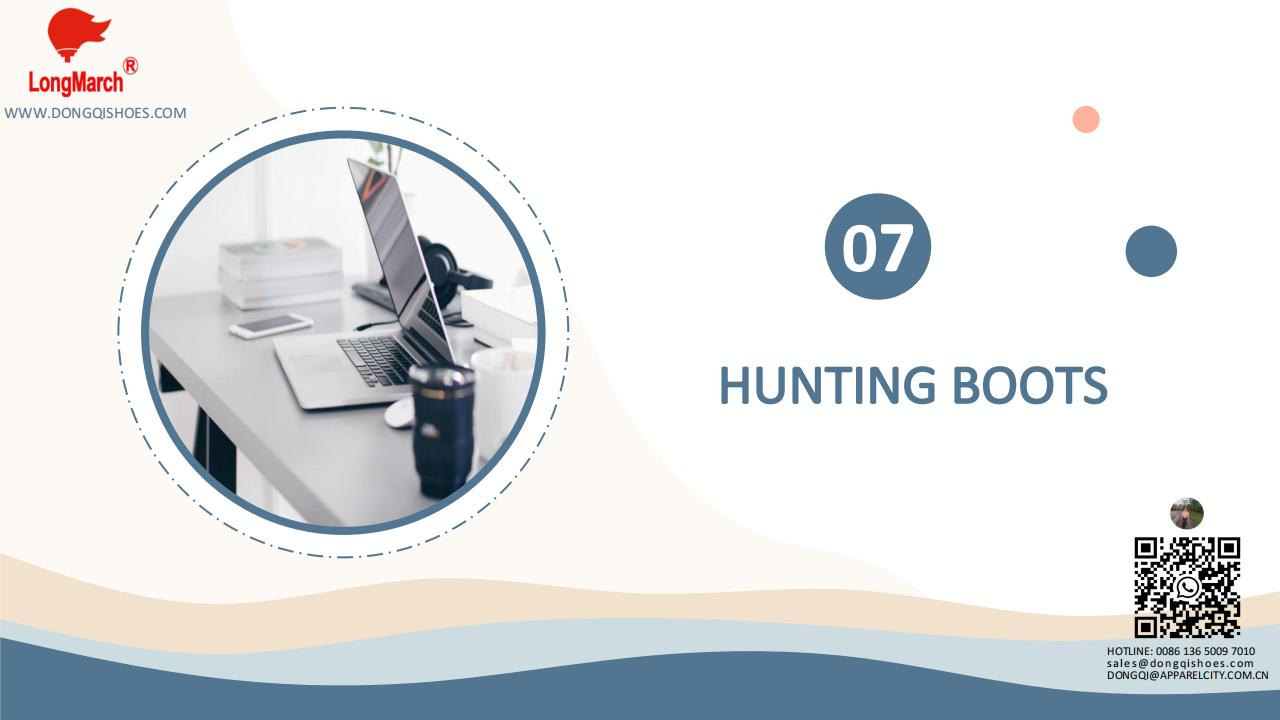 LongMarch®
WWW.DONGQISHOES.COM
07
HUNTING BOOTS
HOTLINE: 0086 136 5009 7010
sales@dongqishoes.com
DONGQI@APPARELCITY.COM.CN